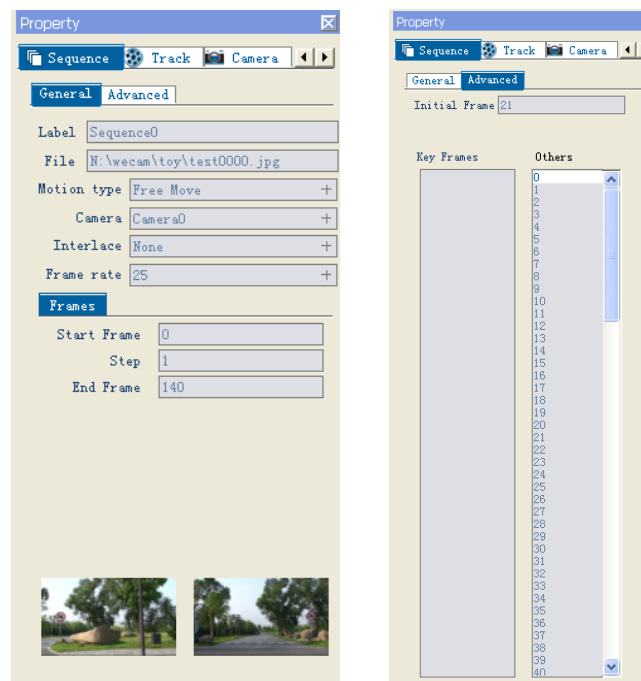 Property
Sequence Track Camera
General Advanced
Label Sequence0
File N:\wecam\toy\test0000.jpg
Motion type Free Move +
Camera Camera0 +
Interlace None +
Frame rate 25 +
Frames
Start Frame 0
Step 1
End Frame 140
Property
Sequence Track Camera
General Advanced
Initial Frame 21
Key Frames Others
0
1
2
3
4
5
6
7
8
9
10
11
12
13
14
15
16
17
18
19
20
21
22
23
24
25
26
27
28
29
30
31
32
33
34
35
36
37
38
39
40